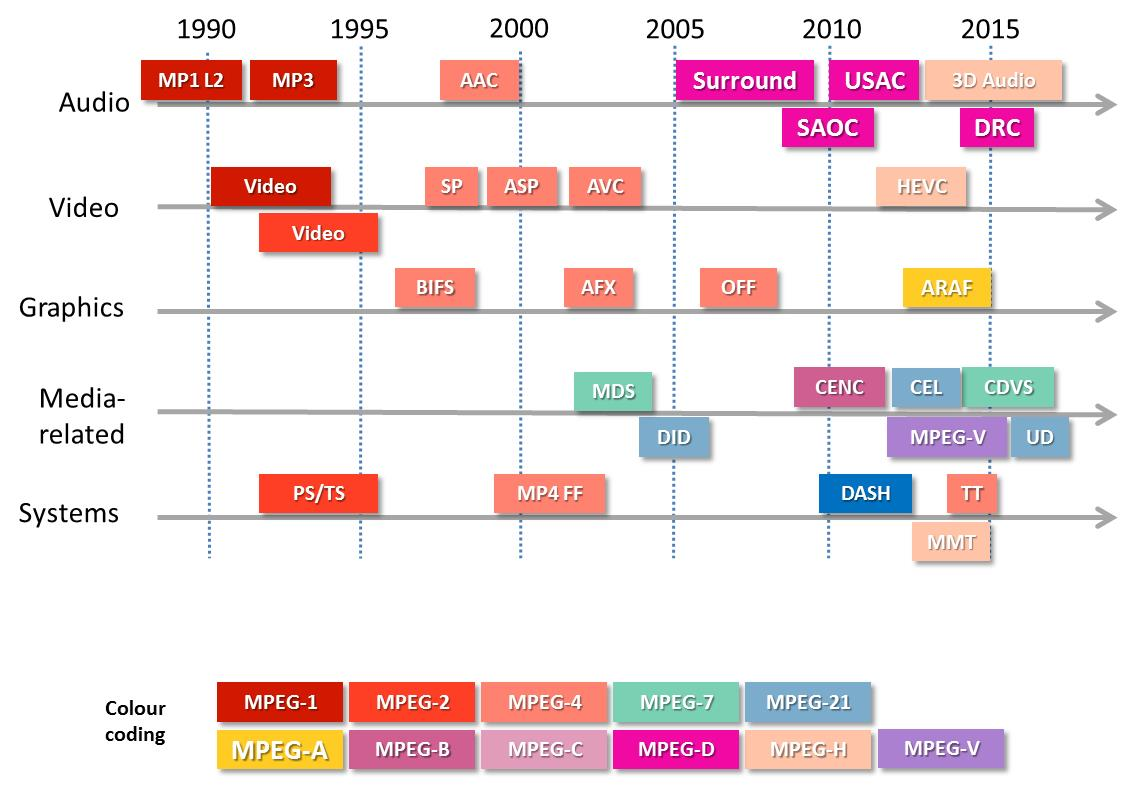 1990 1995 2000 2005 2010 2015
MP1 L2 MP3 AAC Surround USAC 3D Audio
Audio
SAOC DRC
Video SP ASP AVC HEVC
Video
Video
BIFS AFX OFF ARAF
Graphics
MDS CENC CEL CDVS
Media-
related
DID MPEG-V UD
PS/TS MP4 FF DASH TT
Systems
MMT
Colour
coding
MPEG-1 MPEG-2 MPEG-4 MPEG-7 MPEG-21
MPEG-A MPEG-B MPEG-C MPEG-D MPEG-H MPEG-V